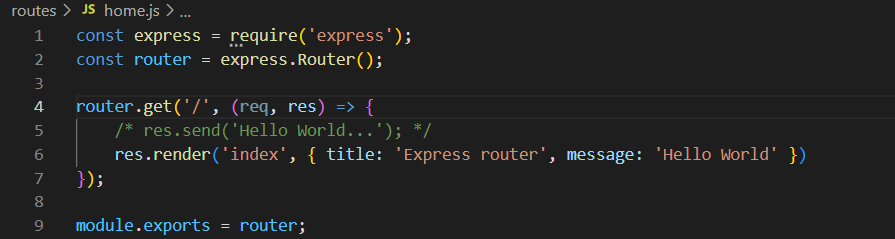 routes > JS home.js > ...
1 const express = require('express');
2 const router = express.Router();
3
4 router.get('/', (req, res) => {
5     /* res.send('Hello World...'); */
6     res.render('index', { title: 'Express router', message: 'Hello World' })
7 });
8
9 module.exports = router;